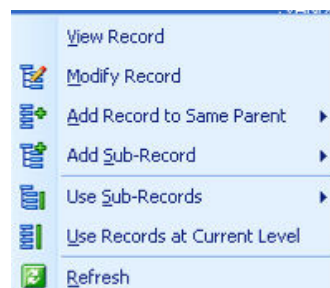 View Record
Modify Record
Add Record to Same Parent
Add Sub-Record
Use Sub-Records
Use Records at Current Level
Refresh